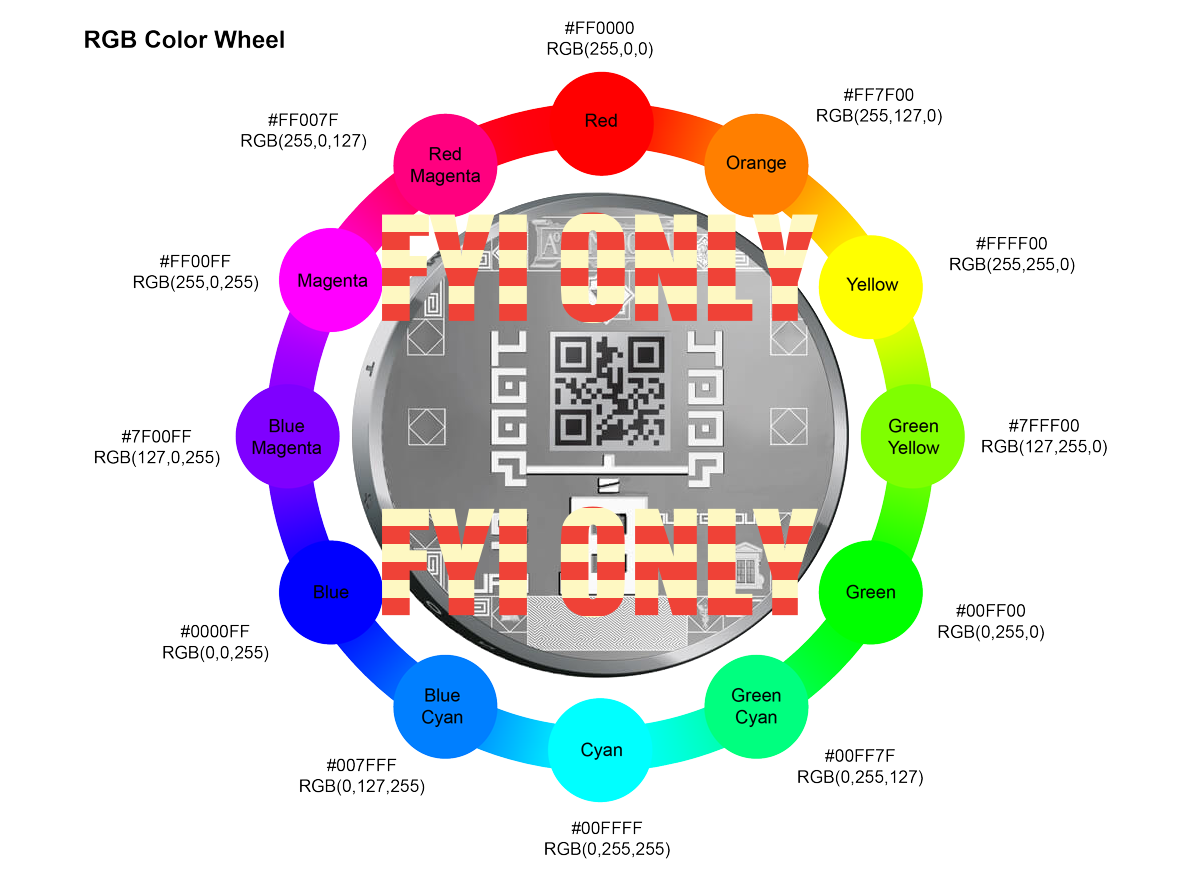 RGB Color Wheel
#FF0000
RGB(255,0,0)
Red
#FF7F00
RGB(255,127,0)
Orange
#FFFF00
RGB(255,255,0)
Yellow
#7FFF00
RGB(127,255,0)
Green
Yellow
#00FF00
RGB(0,255,0)
Green
#00FF7F
RGB(0,255,127)
Green
Cyan
#00FFFF
RGB(0,255,255)
Cyan
#007FFF
RGB(0,127,255)
Blue
Cyan
#0000FF
RGB(0,0,255)
Blue
#7F00FF
RGB(127,0,255)
Blue
Magenta
#FF00FF
RGB(255,0,255)
Magenta
#FF007F
RGB(255,0,127)
Red
Magenta
FYI ONLY
FYI ONLY